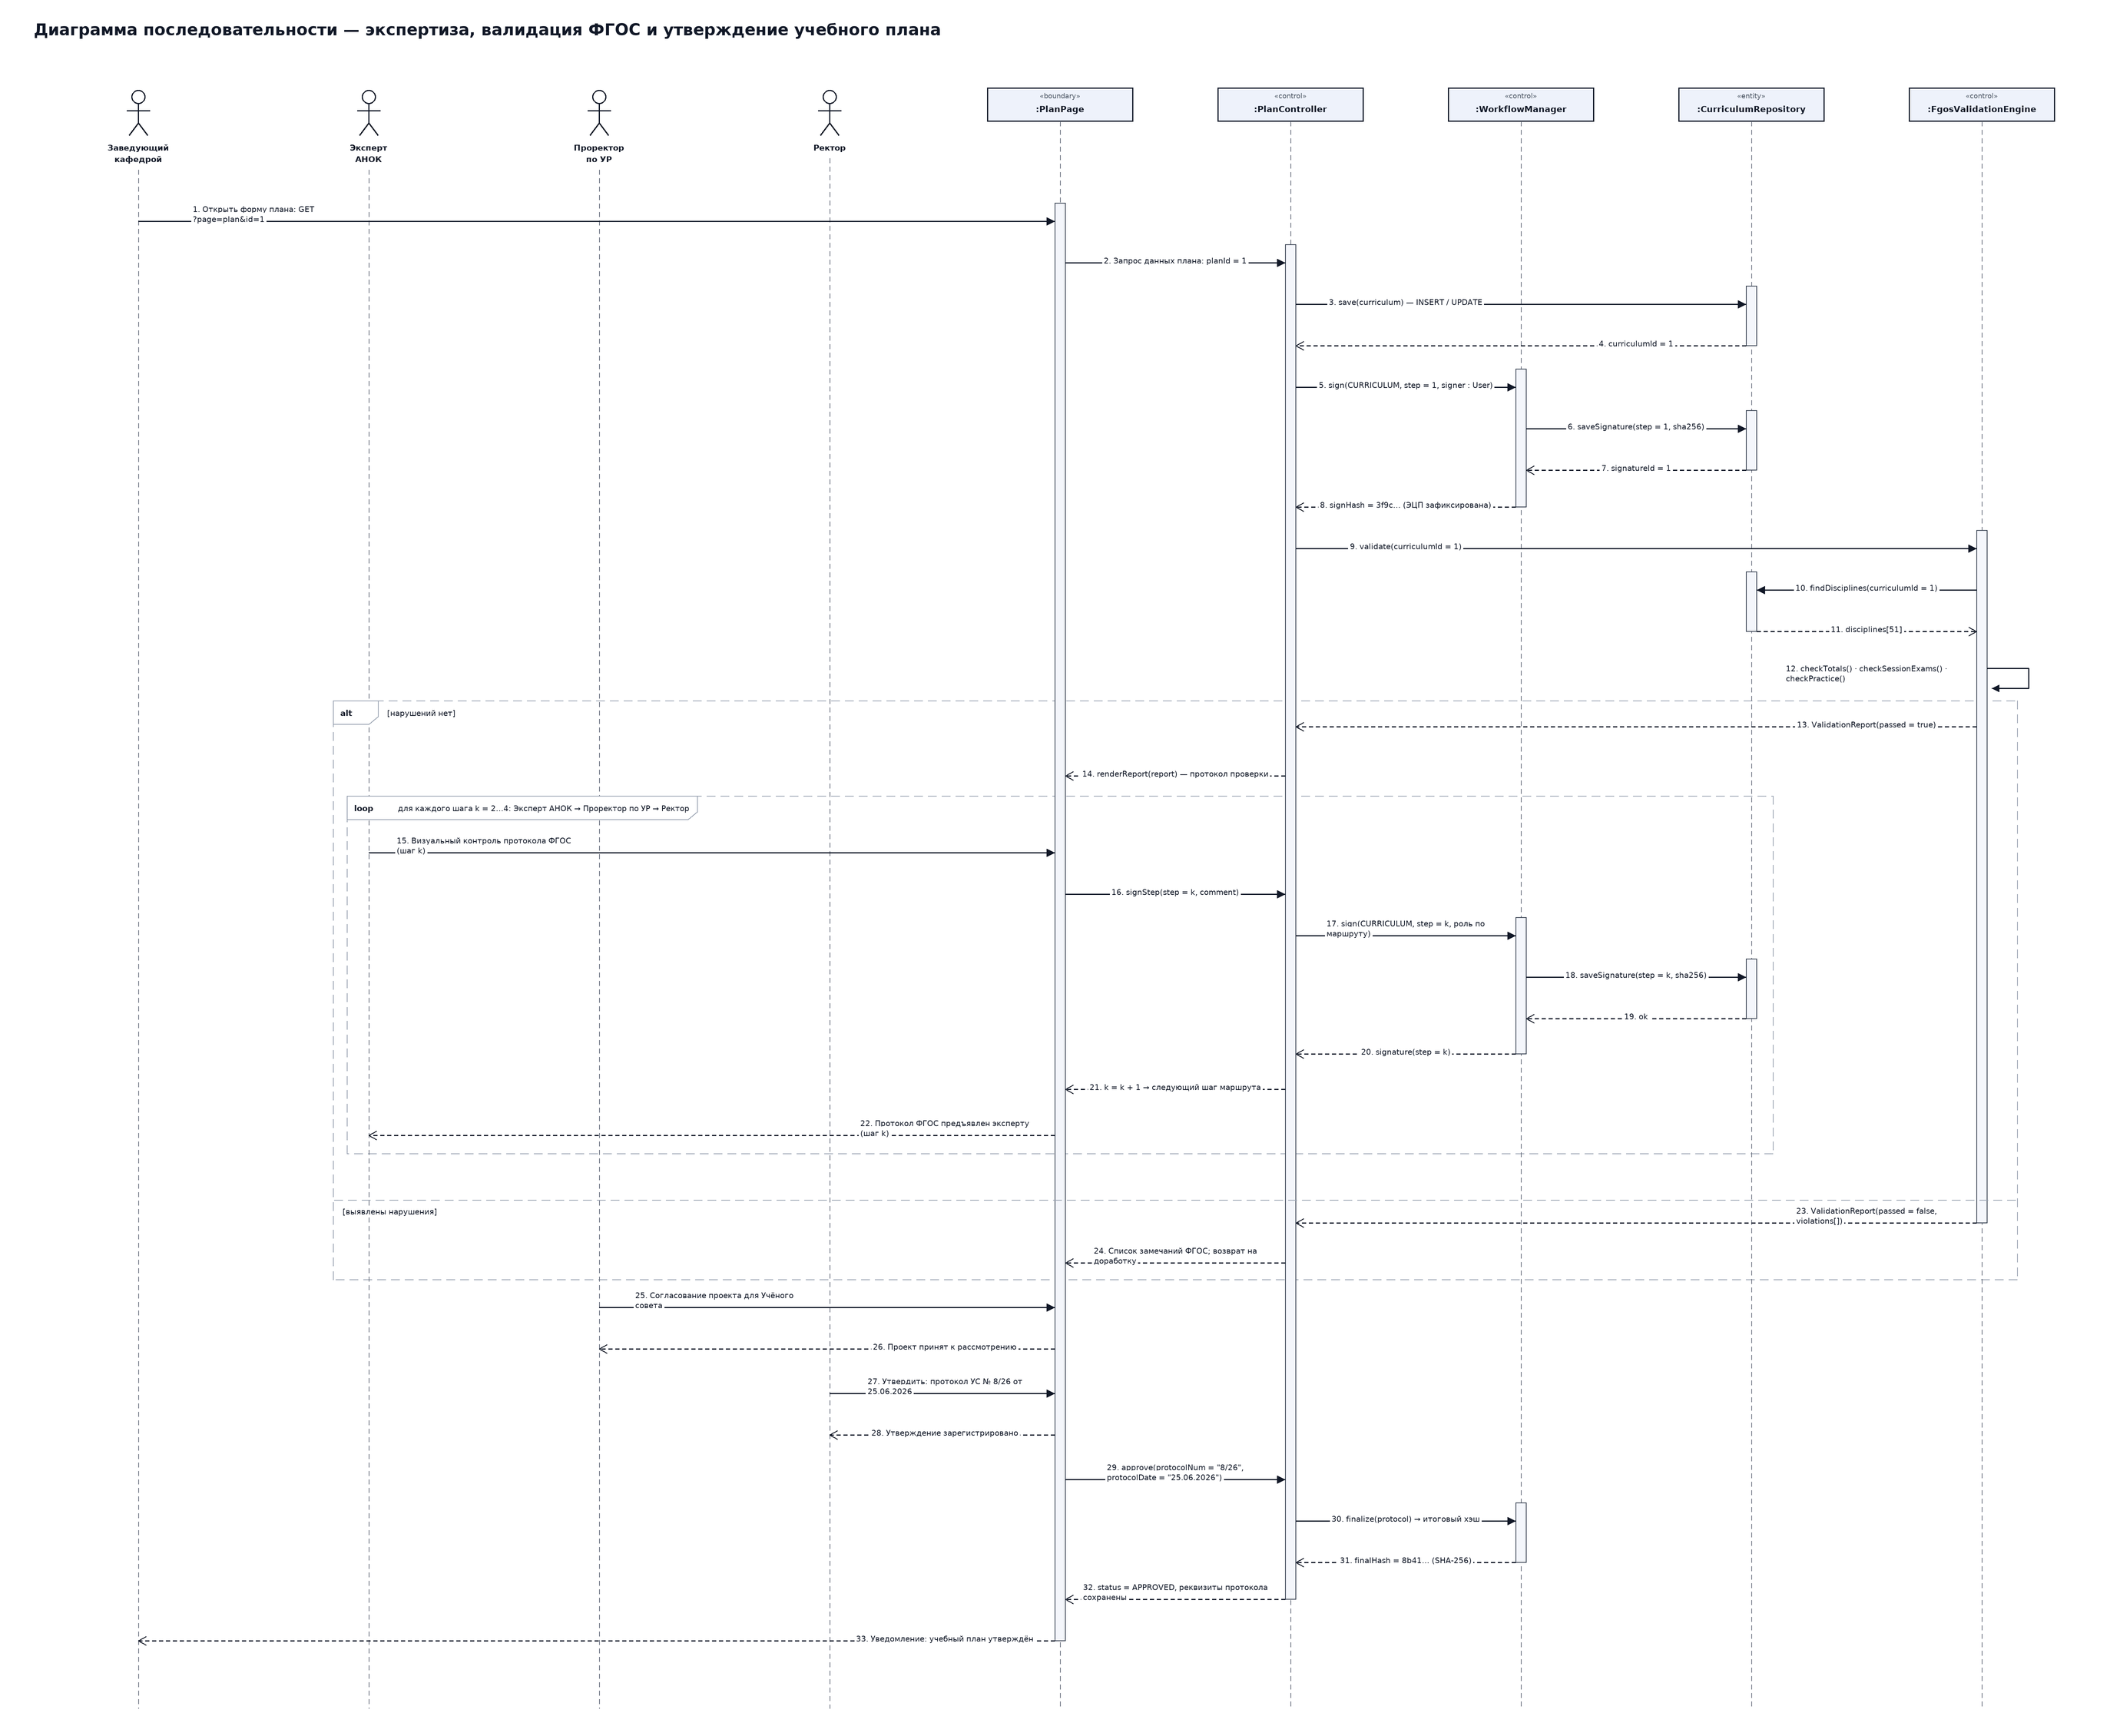 Диаграмма последовательности — экспертиза, валидация ФГОС и утверждение учебного плана
Заведующий
кафедрой
Эксперт
АНОК
Проректор
по УР
Ректор
«boundary»
:PlanPage
«control»
:PlanController
«control»
:WorkflowManager
«entity»
:CurriculumRepository
«control»
:FgosValidationEngine
1. Открыть форму плана: GET
?page=plan&id=1
2. Запрос данных плана: planId = 1
3. save(curriculum) — INSERT / UPDATE
4. curriculumId = 1
5. sign(CURRICULUM, step = 1, signer : User)
6. saveSignature(step = 1, sha256)
7. signatureId = 1
8. signHash = 3f9c… (ЭЦП зафиксирована)
9. validate(curriculumId = 1)
10. findDisciplines(curriculumId = 1)
11. disciplines[51]
12. checkTotals() · checkSessionExams() ·
checkPractice()
alt
[нарушений нет]
13. ValidationReport(passed = true)
14. renderReport(report) — протокол проверки
loop
для каждого шага k = 2…4: Эксперт АНОК → Проректор по УР → Ректор
15. Визуальный контроль протокола ФГОС
(шаг k)
16. signStep(step = k, comment)
17. sign(CURRICULUM, step = k, роль по
маршруту)
18. saveSignature(step = k, sha256)
19. ok
20. signature(step = k)
21. k = k + 1 → следующий шаг маршрута
22. Протокол ФГОС предъявлен эксперту
(шаг k)
[выявлены нарушения]
23. ValidationReport(passed = false,
violations[])
24. Список замечаний ФГОС; возврат на
доработку
25. Согласование проекта для Учёного
совета
26. Проект принят к рассмотрению
27. Утвердить: протокол УС № 8/26 от
25.06.2026
28. Утверждение зарегистрировано
29. approve(protocolNum = "8/26",
protocolDate = "25.06.2026")
30. finalize(protocol) → итоговый хэш
31. finalHash = 8b41… (SHA-256)
32. status = APPROVED, реквизиты протокола
сохранены
33. Уведомление: учебный план утверждён